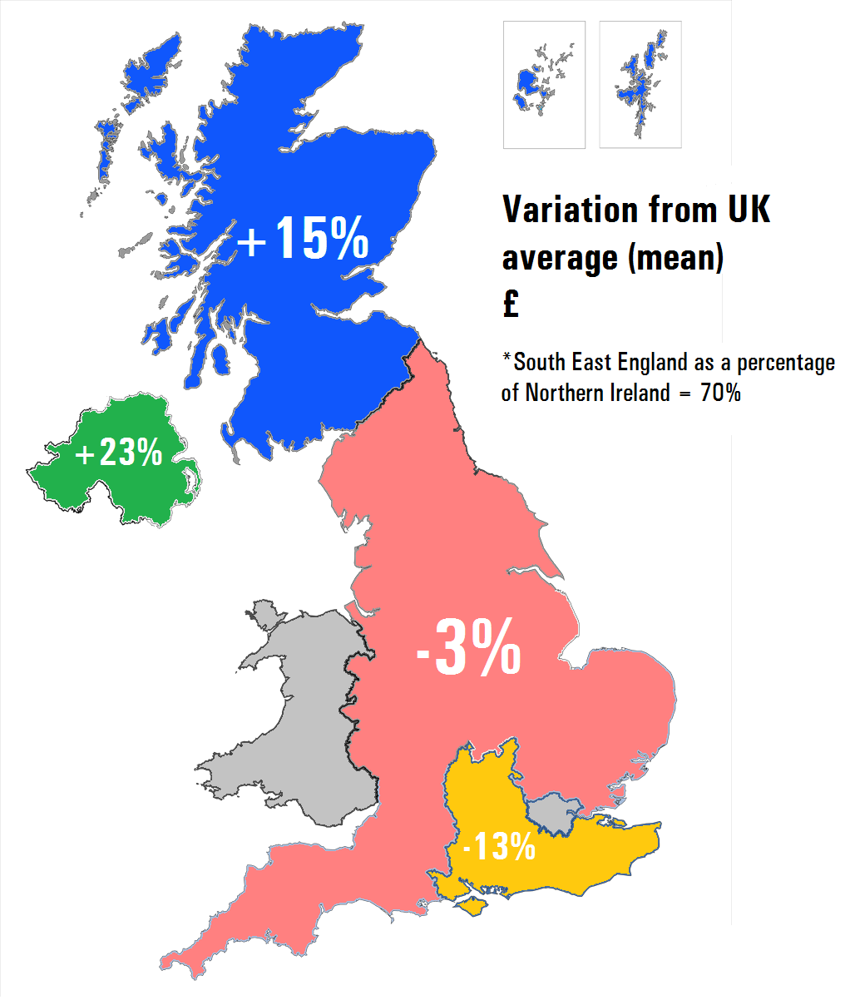 +15%
Variation from UK
average (mean)
£
*South East England as a percentage
of Northern Ireland = 70%
+23%
-3%
-13%